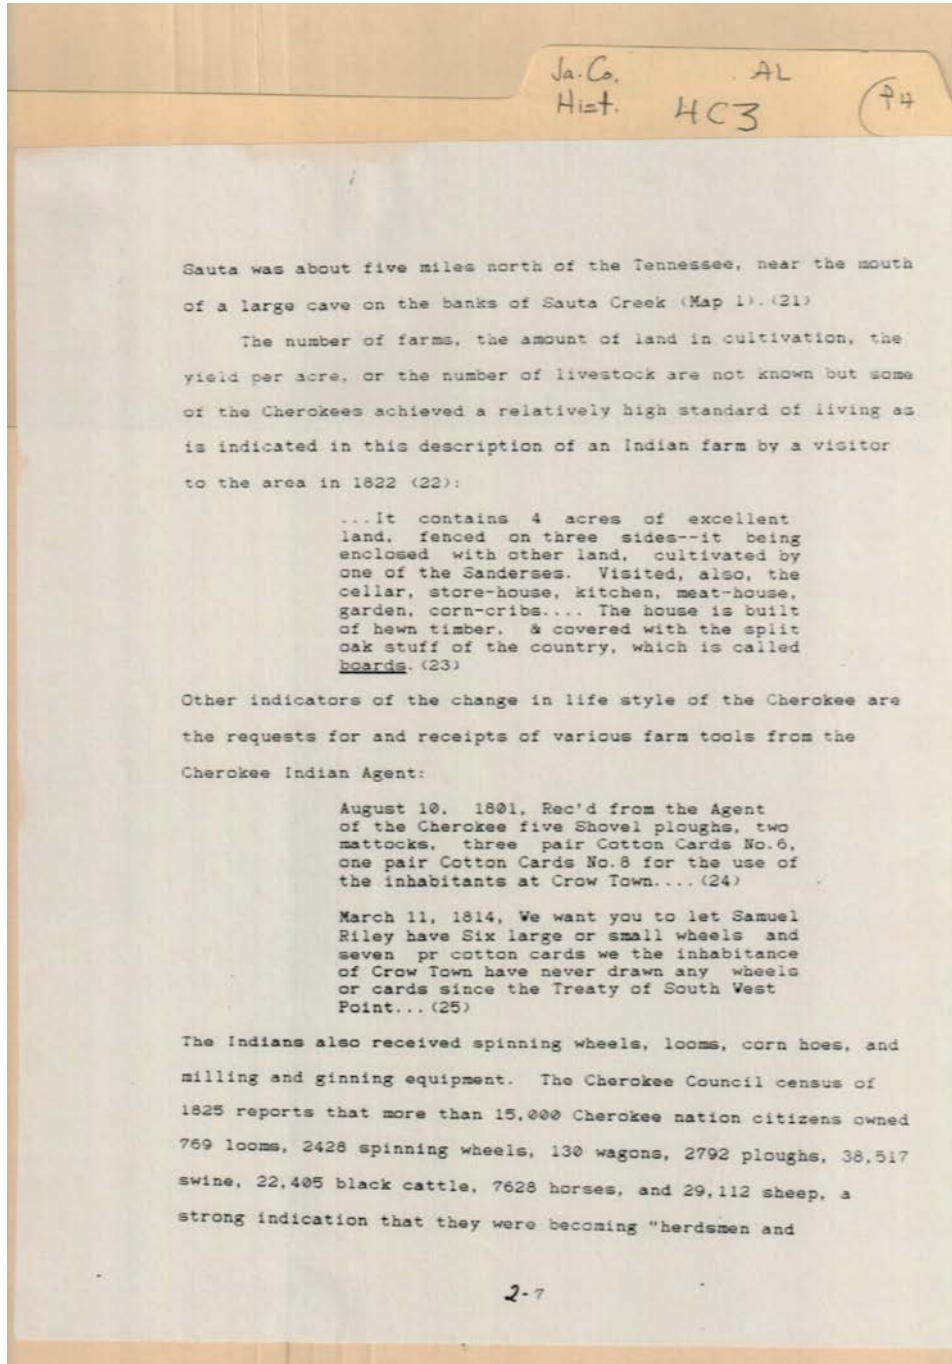 Ja. Co. AL
Hist. 4C3 P4
Sauta was about five miles north of the Tennessee, near the mouth
of a large cave on the banks of Sauta Creek (Map 1).(21)
The number of farms, the amount of land in cultivation, the
yield per acre, or the number of livestock are not known but some
of the Cherokees achieved a relatively high standard of living as
is indicated in this description of an Indian farm by a visitor
to the area in 1822 (22):
...It contains 4 acres of excellent
land, fenced on three sides--it being
enclosed with other land, cultivated by
one of the Sanderses. Visited, also, the
cellar, store-house, kitchen, meat-house,
garden, corn-cribs.... The house is built
of hewn timber, & covered with the split
oak stuff of the country, which is called
boards. (23)
Other indicators of the change in life style of the Cherokee are
the requests for and receipts of various farm tools from the
Cherokee Indian Agent:
August 10, 1801, Rec'd from the Agent
of the Cherokee five Shovel ploughs, two
mattocks, three pair Cotton Cards No.6,
one pair Cotton Cards No.8 for the use of
the inhabitants at Crow Town.... (24)
March 11, 1814, We want you to let Samuel
Riley have Six large or small wheels and
seven pr cotton cards we the inhabitance
of Crow Town have never drawn any wheels
or cards since the Treaty of South West
Point... (25)
The Indians also received spinning wheels, looms, corn hoes, and
milling and ginning equipment. The Cherokee Council census of
1825 reports that more than 15,000 Cherokee nation citizens owned
769 looms, 2428 spinning wheels, 130 wagons, 2792 ploughs, 38,517
swine, 22,405 black cattle, 7628 horses, and 29,112 sheep, a
strong indication that they were becoming "herdsmen and
2-7